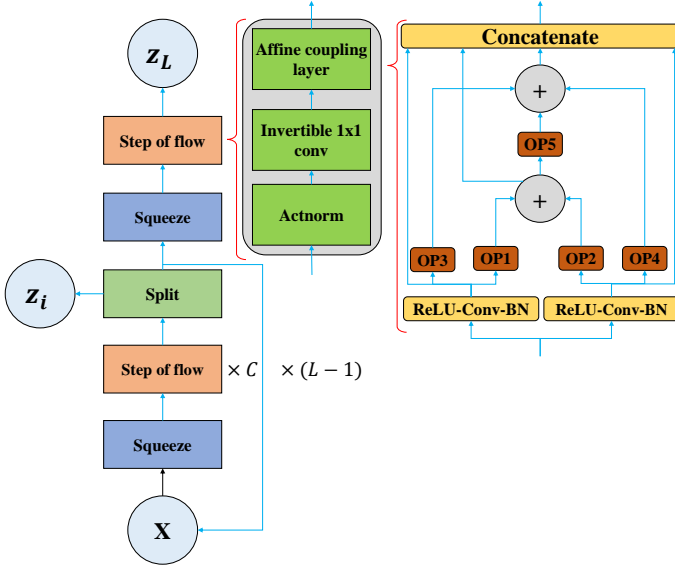 z_L
Step of flow
Squeeze
z_i
Split
Step of flow
× C
× (L − 1)
Squeeze
X
Affine coupling
layer
Invertible 1x1
conv
Actnorm
Concatenate
+
OP5
+
OP3
OP1
OP2
OP4
ReLU-Conv-BN
ReLU-Conv-BN